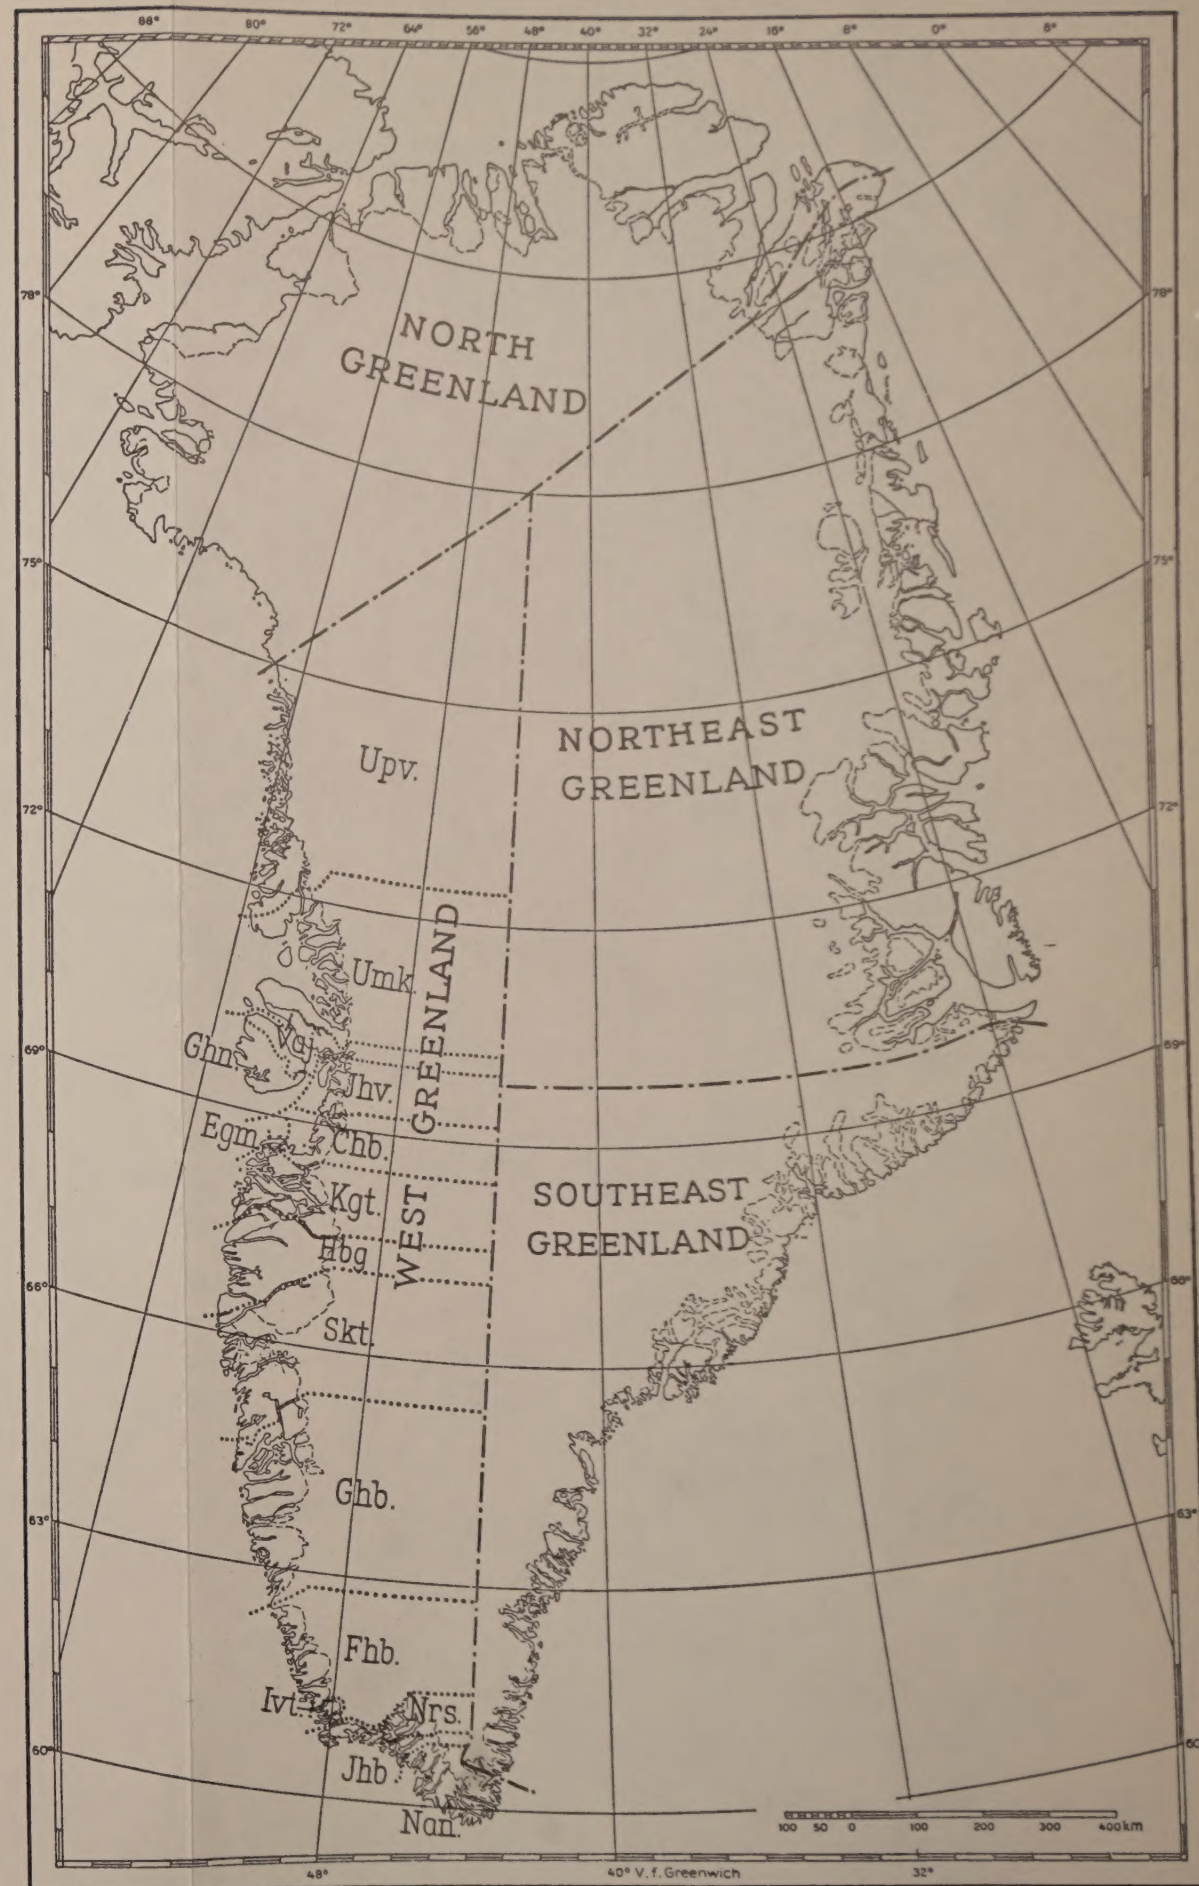 88° 80° 72° 64° 56° 48° 40° 32° 24° 16° 8° 0° 8°
78° 78°
NORTH
GREENLAND
75° 75°
NORTHEAST
GREENLAND
Upv.
72° 72°
WEST GREENLAND
Umk.
Ghn.
69° 69°
Jhv.
Egm.
Chb.
Kgt.
SOUTHEAST
GREENLAND
Hbg
66° 66°
Skt.
Ghb.
63° 63°
Fhb.
Ivt.
Nrs.
60° 60
Jhb
Nan.
100 50 0 100 200 300 400km
48° 40° V. f. Greenwich 32°